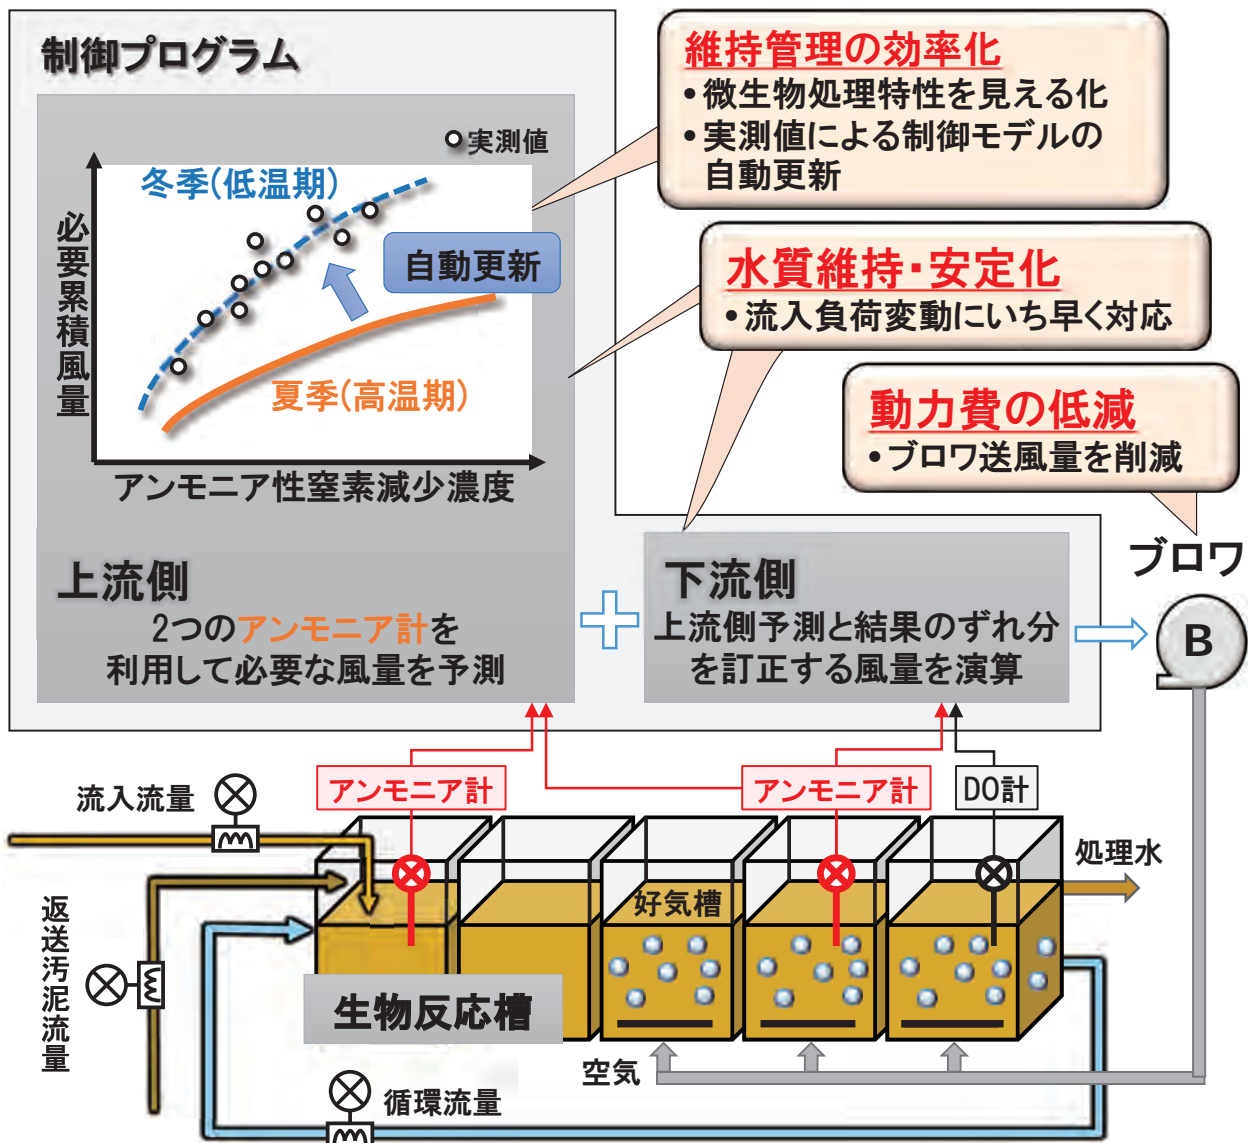 制御プログラム
実測値
冬季(低温期)
自動更新
夏季(高温期)
必要累積風量
アンモニア性窒素減少濃度
維持管理の効率化
•微生物処理特性を見える化
•実測値による制御モデルの
自動更新
水質維持・安定化
•流入負荷変動にいち早く対応
動力費の低減
•ブロワ送風量を削減
上流側
2つのアンモニア計を
利用して必要な風量を予測
下流側
上流側予測と結果のずれ分
を訂正する風量を演算
ブロワ
B
アンモニア計
アンモニア計
DO計
流入流量
返送汚泥流量
好気槽
処理水
生物反応槽
空気
循環流量